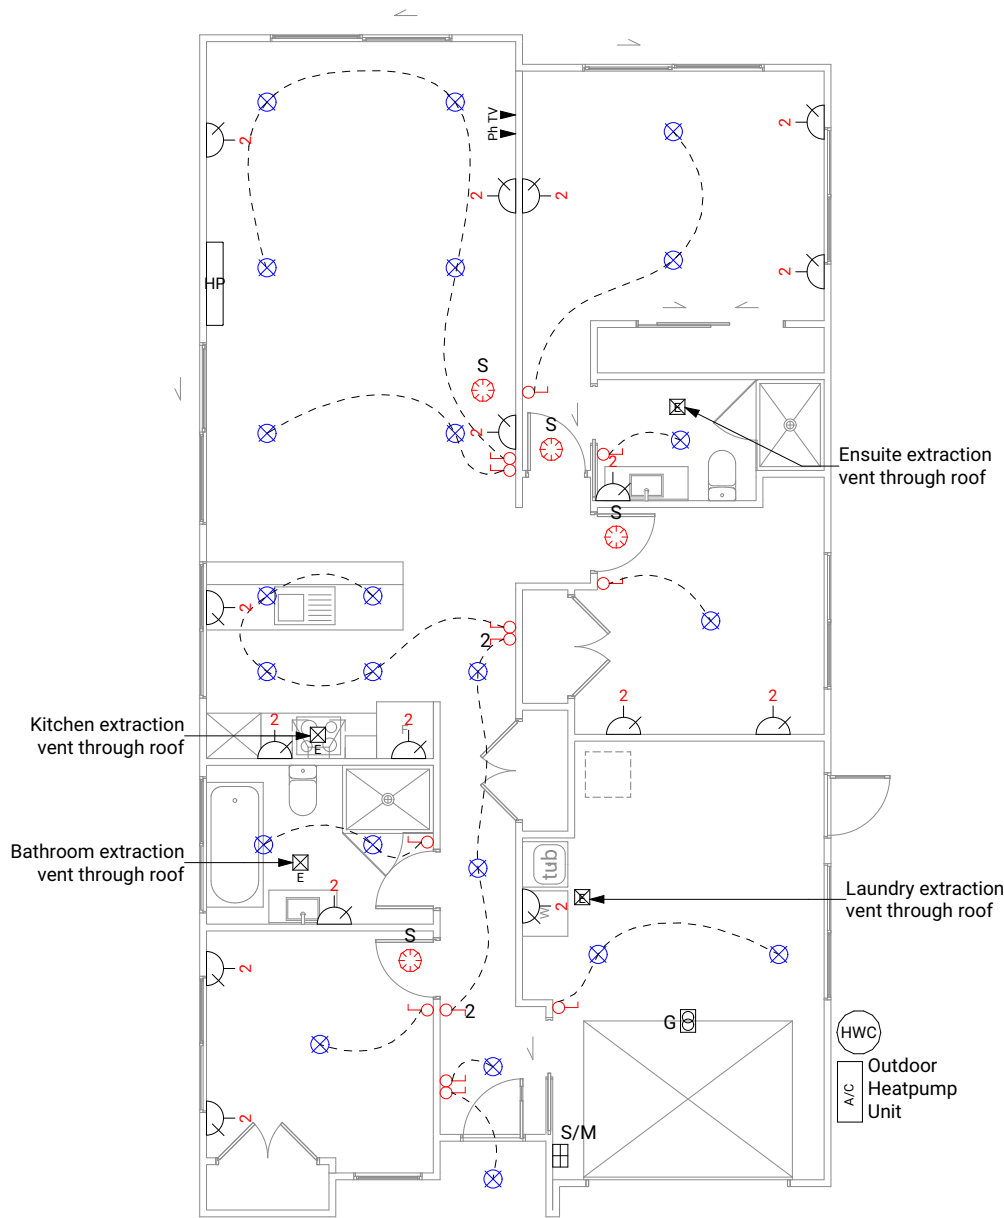 2
Ph TV
2
2
2
2
HP
S
2
S
E
2
Ensuite extraction
vent through roof
S
2
2
2
2
Kitchen extraction
vent through roof
2
E
2
F
Bathroom extraction
vent through roof
E
2
tub
WI
2
E
Laundry extraction
vent through roof
S
2
2
G
HWC
A/C
Outdoor
Heatpump
Unit
2
S/M